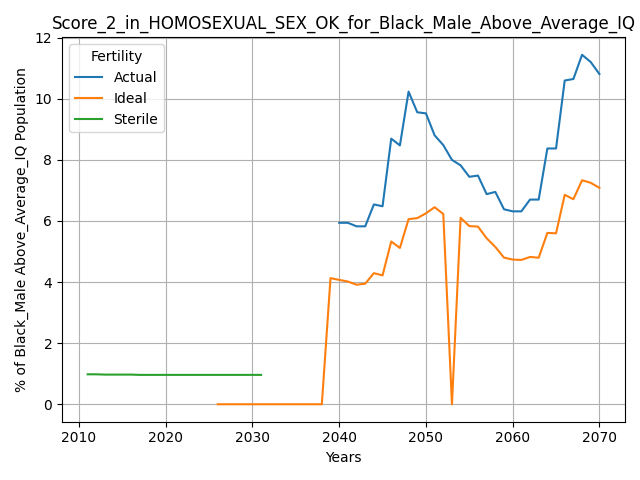 Score_2_in_HOMOSEXUAL_SEX_OK_for_Black_Male_Above_Average_IQ
Fertility
Actual
Ideal
Sterile
% of Black_Male Above_Average_IQ Population
12
10
8
6
4
2
0
2010 2020 2030 2040 2050 2060 2070
Years